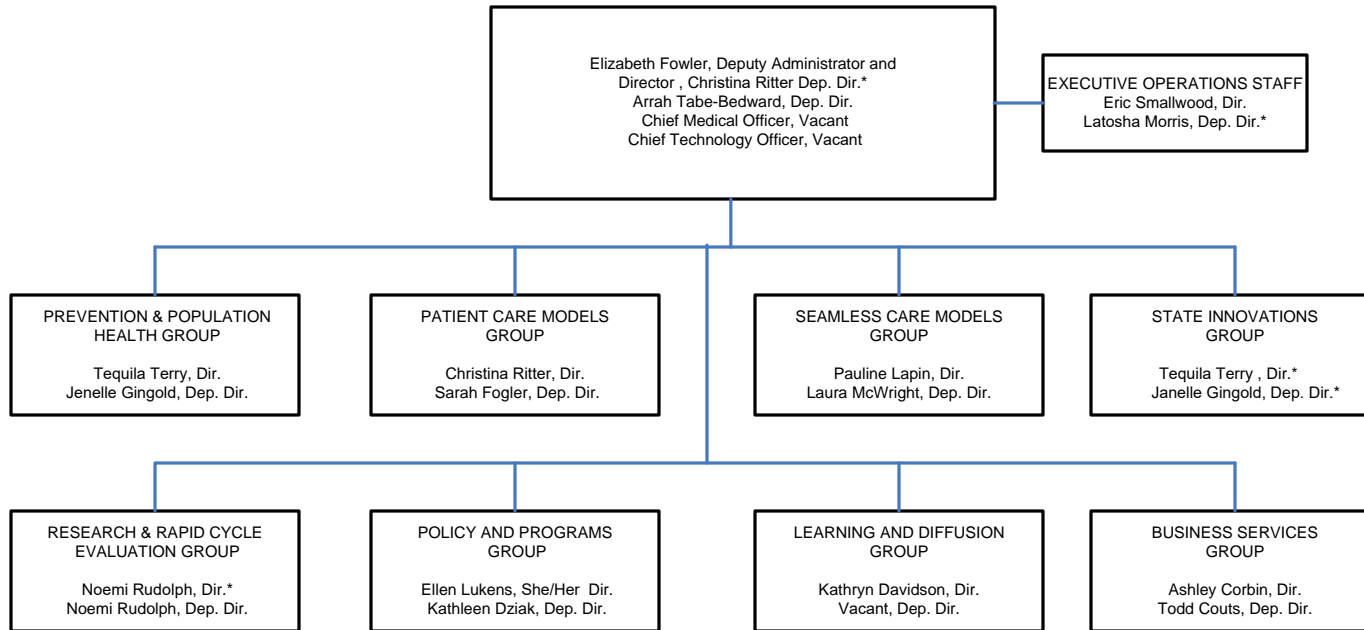 Elizabeth Fowler, Deputy Administrator and
Director , Christina Ritter Dep. Dir.*
Arrah Tabe-Bedward, Dep. Dir.
Chief Medical Officer, Vacant
Chief Technology Officer, Vacant
EXECUTIVE OPERATIONS STAFF
Eric Smallwood, Dir.
Latosha Morris, Dep. Dir.*
PREVENTION & POPULATION
HEALTH GROUP
Tequila Terry, Dir.
Jenelle Gingold, Dep. Dir.
PATIENT CARE MODELS
GROUP
Christina Ritter, Dir.
Sarah Fogler, Dep. Dir.
SEAMLESS CARE MODELS
GROUP
Pauline Lapin, Dir.
Laura McWright, Dep. Dir.
STATE INNOVATIONS
GROUP
Tequila Terry , Dir.*
Janelle Gingold, Dep. Dir.*
RESEARCH & RAPID CYCLE
EVALUATION GROUP
Noemi Rudolph, Dir.*
Noemi Rudolph, Dep. Dir.
POLICY AND PROGRAMS
GROUP
Ellen Lukens, She/Her  Dir.
Kathleen Dziak, Dep. Dir.
LEARNING AND DIFFUSION
GROUP
Kathryn Davidson, Dir.
Vacant, Dep. Dir.
BUSINESS SERVICES
GROUP
Ashley Corbin, Dir.
Todd Couts, Dep. Dir.